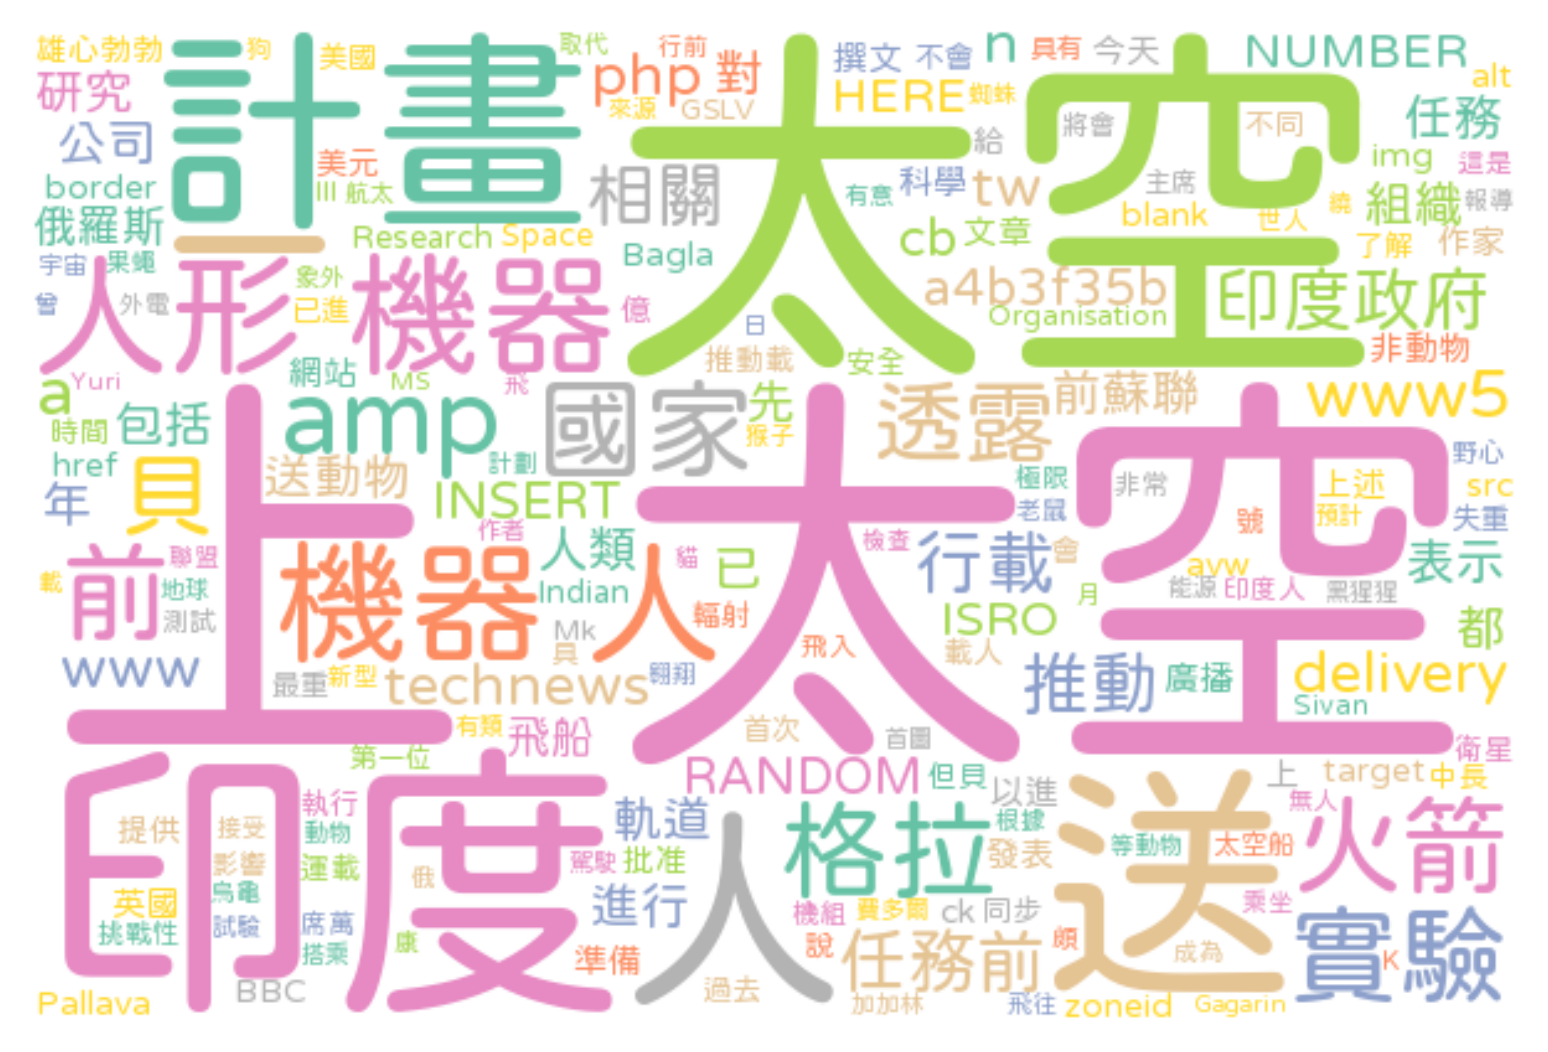 雄心勃勃
計畫
狗
美國
取代
行前
太空
撰文
不會
n
具有
今天
NUMBER
研究
php
對
HERE
蜘蛛
alt
來源
GSLV
公司
將會
不同
任務
給
美元
img
這是
border
III
航太
相關
有意
科學
tw
主席
組織
報導
俄羅斯
一
blank
世人
繞
Research
Space
cb
文章
了解
作家
宇宙
果蠅
Bagla
人形
機器
象外
a4b3f35b
印度政府
曾
外電
已進
億
日
Organisation
推動載
安全
非動物
網站
MS
飛
a
Yuri
amp
國家
先
透露
前蘇聯
www5
上太空
時間
包括
猴子
href
計劃
極限
野心
貝
送動物
非常
上述
src
年
INSERT
老鼠
號
預計
失重
作者
人類
檢查
前
聯盟
機器人
貓
已
行載
會
avw
表示
載
地球
Indian
能源
印度人
黑猩猩
月
測試
Mk
輻射
ISRO
都
具
飛入
載人
www
最重
新型
technews
翱翔
推動
廣播
delivery
Sivan
有類
飛船
首次
首圖
衛星
印度
第一位
RANDOM
但貝
以進
送
上
target
中長
執行
軌道
人
格拉
根據
無人
火箭
提供
接受
動物
發表
等動物
太空船
影響
運載
俄
駕駛
批准
烏龜
英國
進行
機組
費多爾
ck
同步
乘坐
挑戰性
試驗
席萬
康
說
任務前
頗
成為
實驗
搭乘
準備
K
BBC
過去
Pallava
加加林
飛往
zoneid
Gagarin